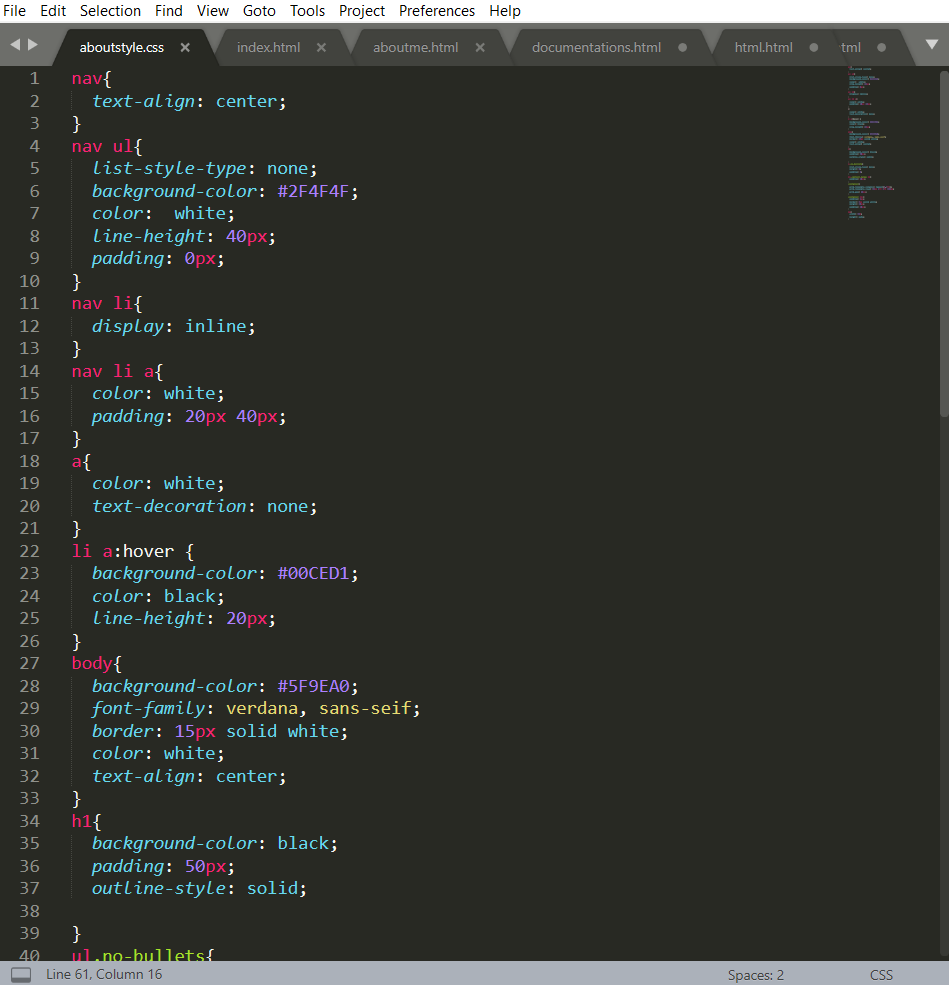 File Edit Selection Find View Goto Tools Project Preferences Help
aboutstyle.css × index.html × aboutme.html × documentations.html html.html tml
1 nav{
2 text-align: center;
3 }
4 nav ul{
5 list-style-type: none;
6 background-color: #2F4F4F;
7 color:  white;
8 line-height: 40px;
9 padding: 0px;
10 }
11 nav li{
12 display: inline;
13 }
14 nav li a{
15 color: white;
16 padding: 20px 40px;
17 }
18 a{
19 color: white;
20 text-decoration: none;
21 }
22 li a:hover {
23 background-color: #00CED1;
24 color: black;
25 line-height: 20px;
26 }
27 body{
28 background-color: #5F9EA0;
29 font-family: verdana, sans-seif;
30 border: 15px solid white;
31 color: white;
32 text-align: center;
33 }
34 h1{
35 background-color: black;
36 padding: 50px;
37 outline-style: solid;
38
39 }
40 ul.no-bullets{
Line 61, Column 16 Spaces: 2 CSS